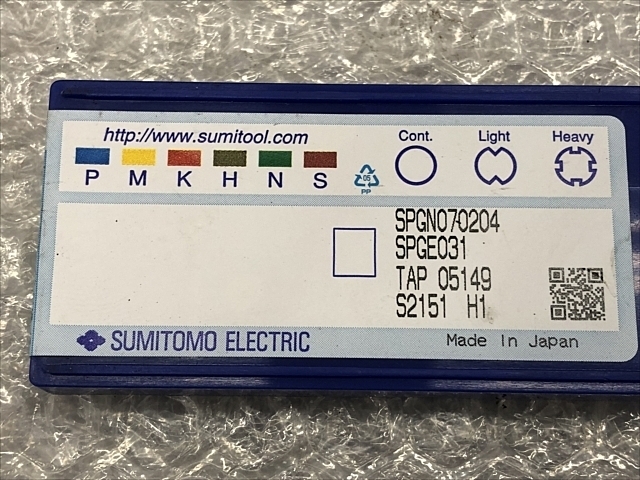 http://www.sumitool.com
P M K H N S
05
PP
Cont. Light Heavy
SPGN070204
SPGE031
TAP 05149
S2151 H1
SUMITOMO ELECTRIC
Made In Japan